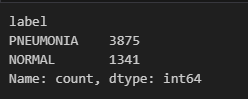 label
PNEUMONIA    3875
NORMAL       1341
Name: count, dtype: int64